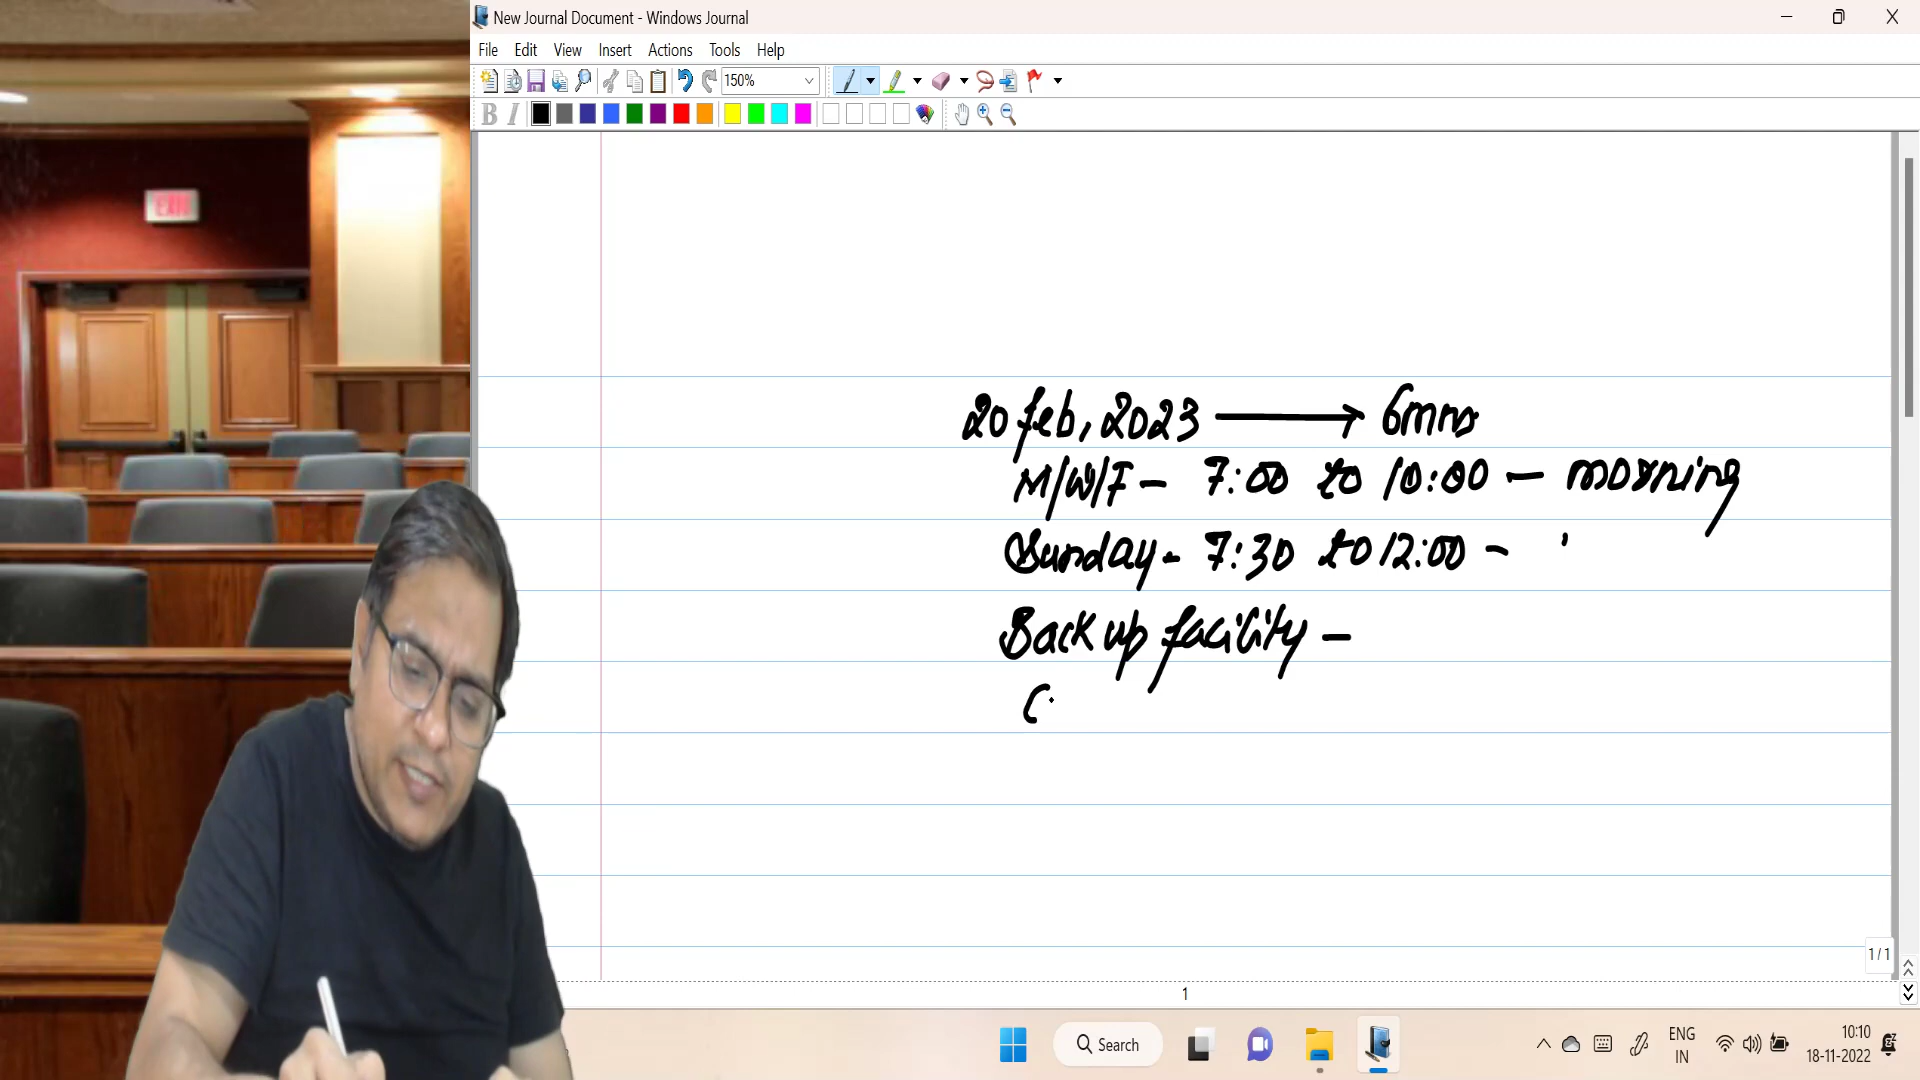 EXIT
New Journal Document - Windows Journal
File Edit View Insert Actions Tools Help
150%
B I
20 feb, 2023 → 6mns
M/W/F - 7:00 to 10:00 - morning
Sunday - 7:30 to 12:00 - '
Back up facility -
(
1 / 1
1
Search
ENG
IN
10:10
18-11-2022